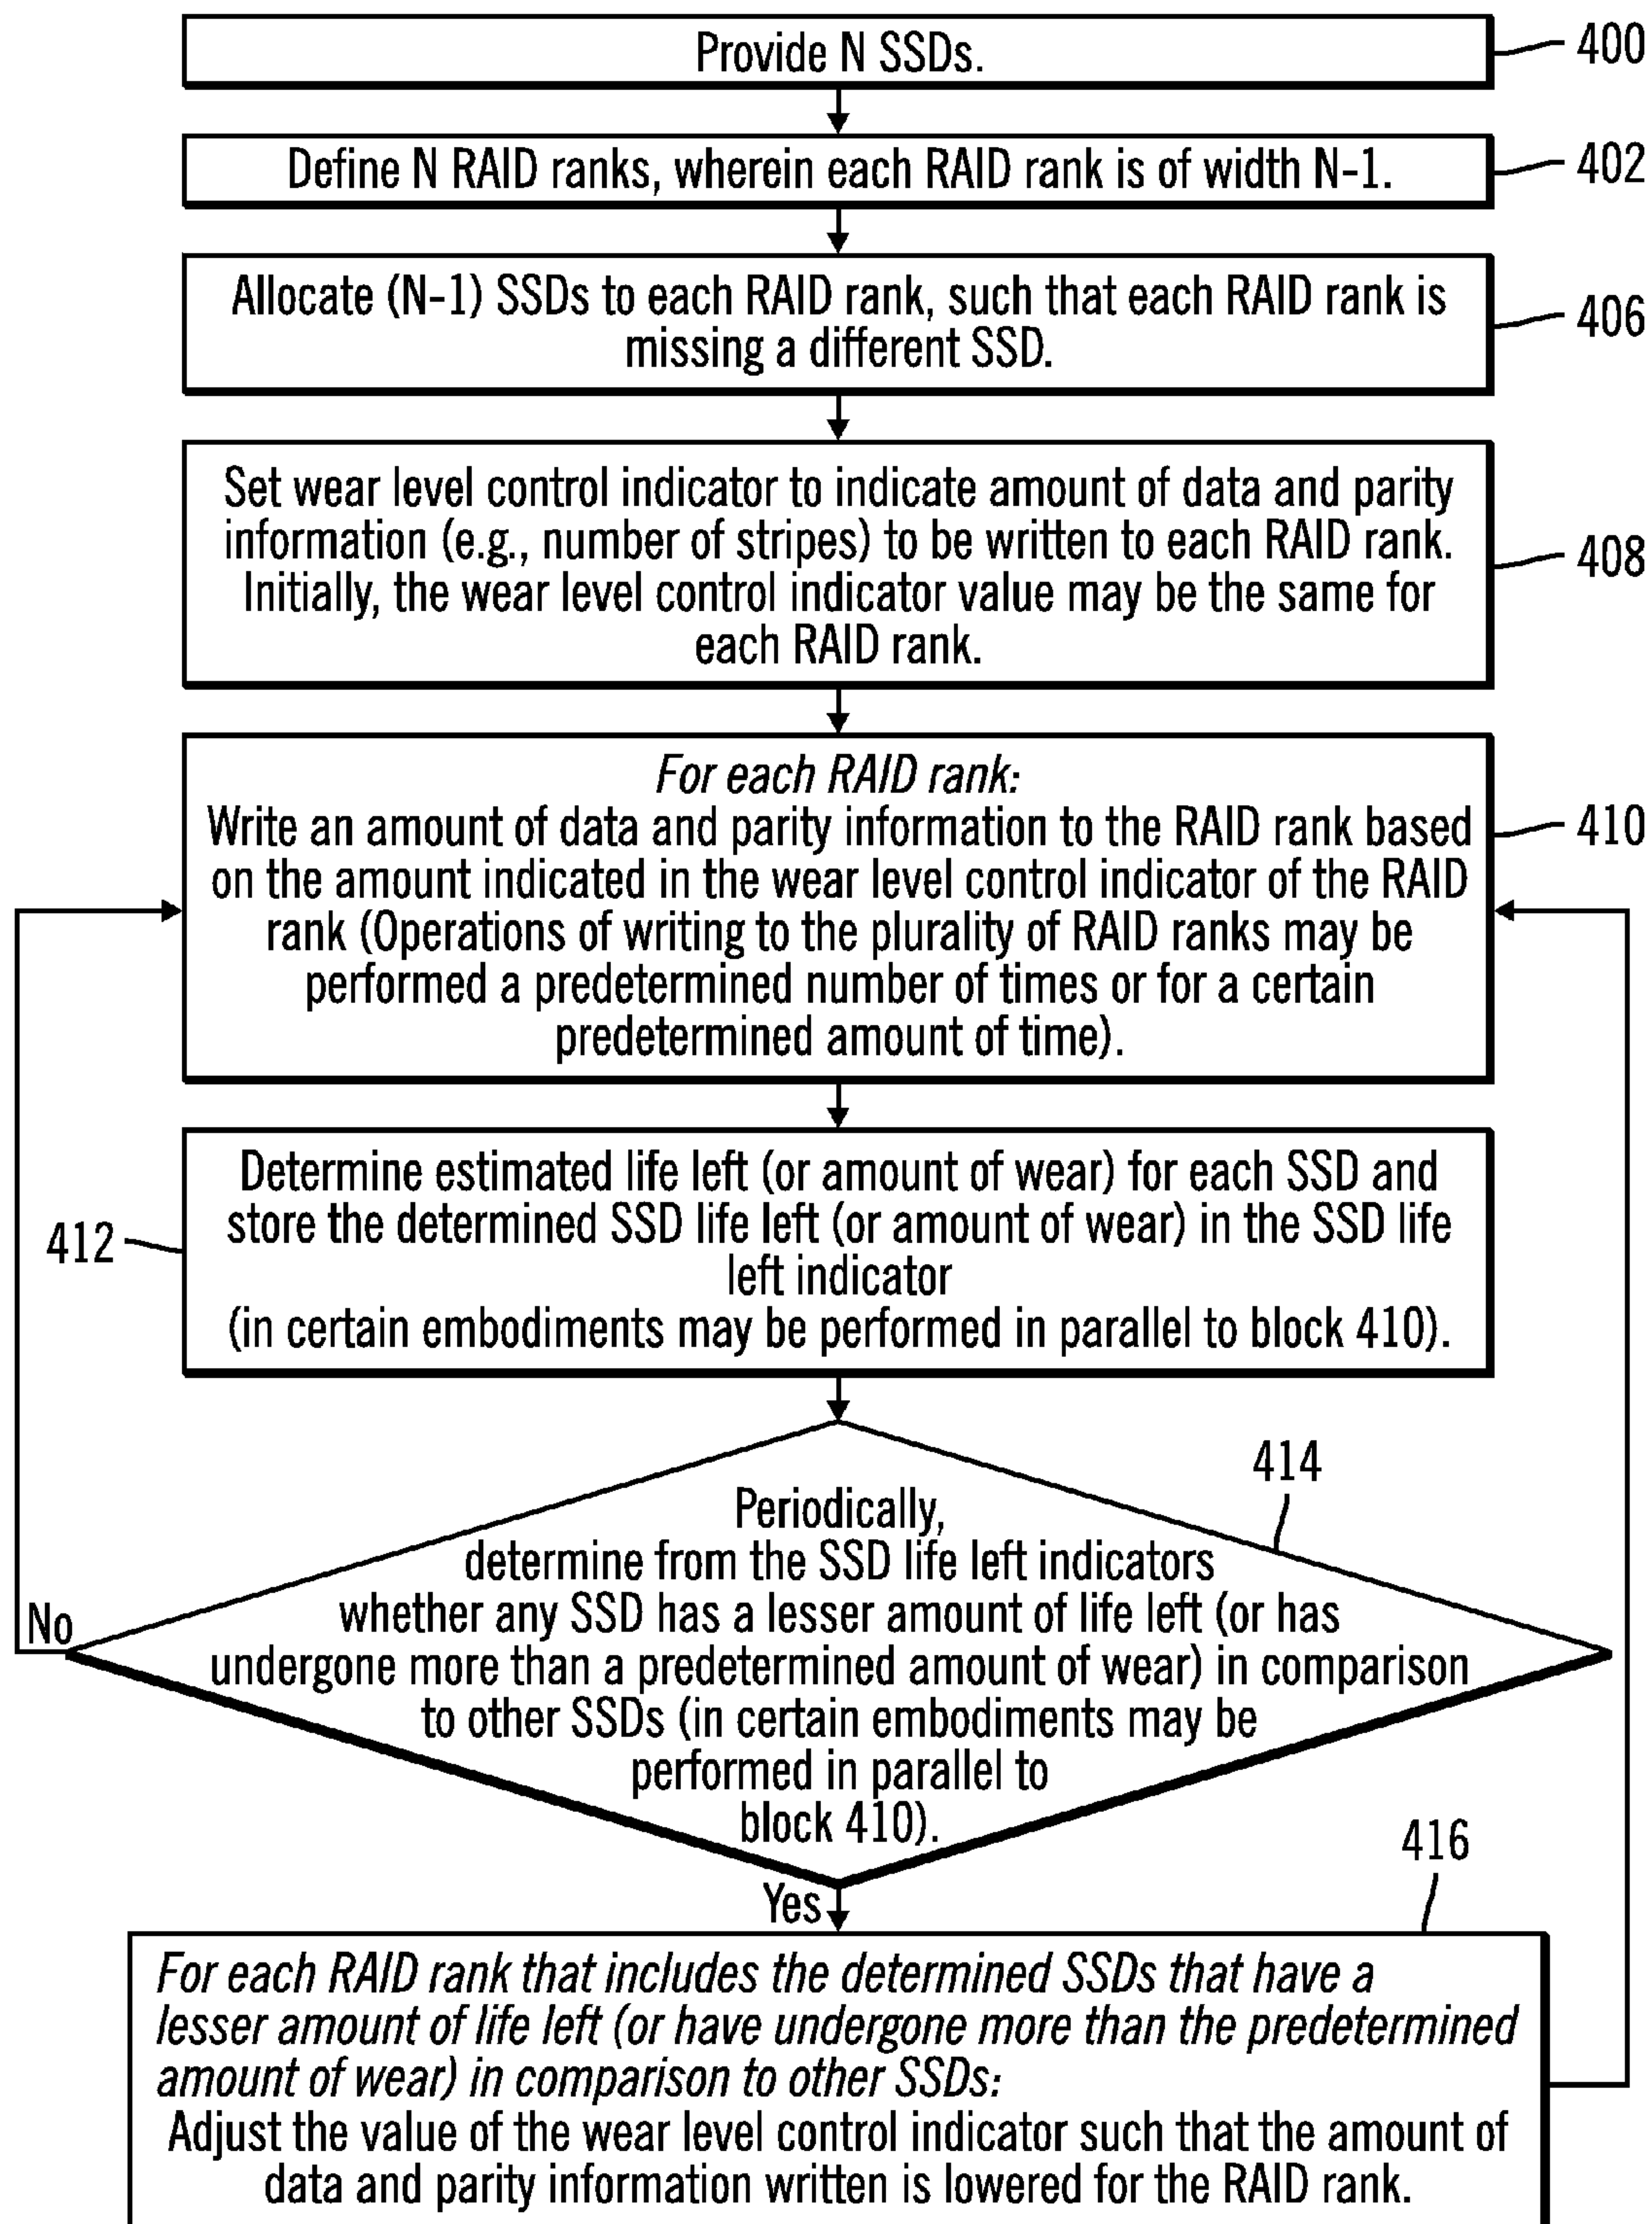 Provide N SSDs.
400
Define N RAID ranks, wherein each RAID rank is of width N-1.
402
Allocate (N-1) SSDs to each RAID rank, such that each RAID rank is
missing a different SSD.
406
Set wear level control indicator to indicate amount of data and parity
information (e.g., number of stripes) to be written to each RAID rank.
Initially, the wear level control indicator value may be the same for
each RAID rank.
408
For each RAID rank:
Write an amount of data and parity information to the RAID rank based
on the amount indicated in the wear level control indicator of the RAID
rank (Operations of writing to the plurality of RAID ranks may be
performed a predetermined number of times or for a certain
predetermined amount of time).
410
Determine estimated life left (or amount of wear) for each SSD and
store the determined SSD life left (or amount of wear) in the SSD life
left indicator
(in certain embodiments may be performed in parallel to block 410).
412
414
Periodically,
determine from the SSD life left indicators
whether any SSD has a lesser amount of life left (or has
undergone more than a predetermined amount of wear) in comparison
to other SSDs (in certain embodiments may be
performed in parallel to
block 410).
No
Yes
416
For each RAID rank that includes the determined SSDs that have a
lesser amount of life left (or have undergone more than the predetermined
amount of wear) in comparison to other SSDs:
Adjust the value of the wear level control indicator such that the amount of
data and parity information written is lowered for the RAID rank.